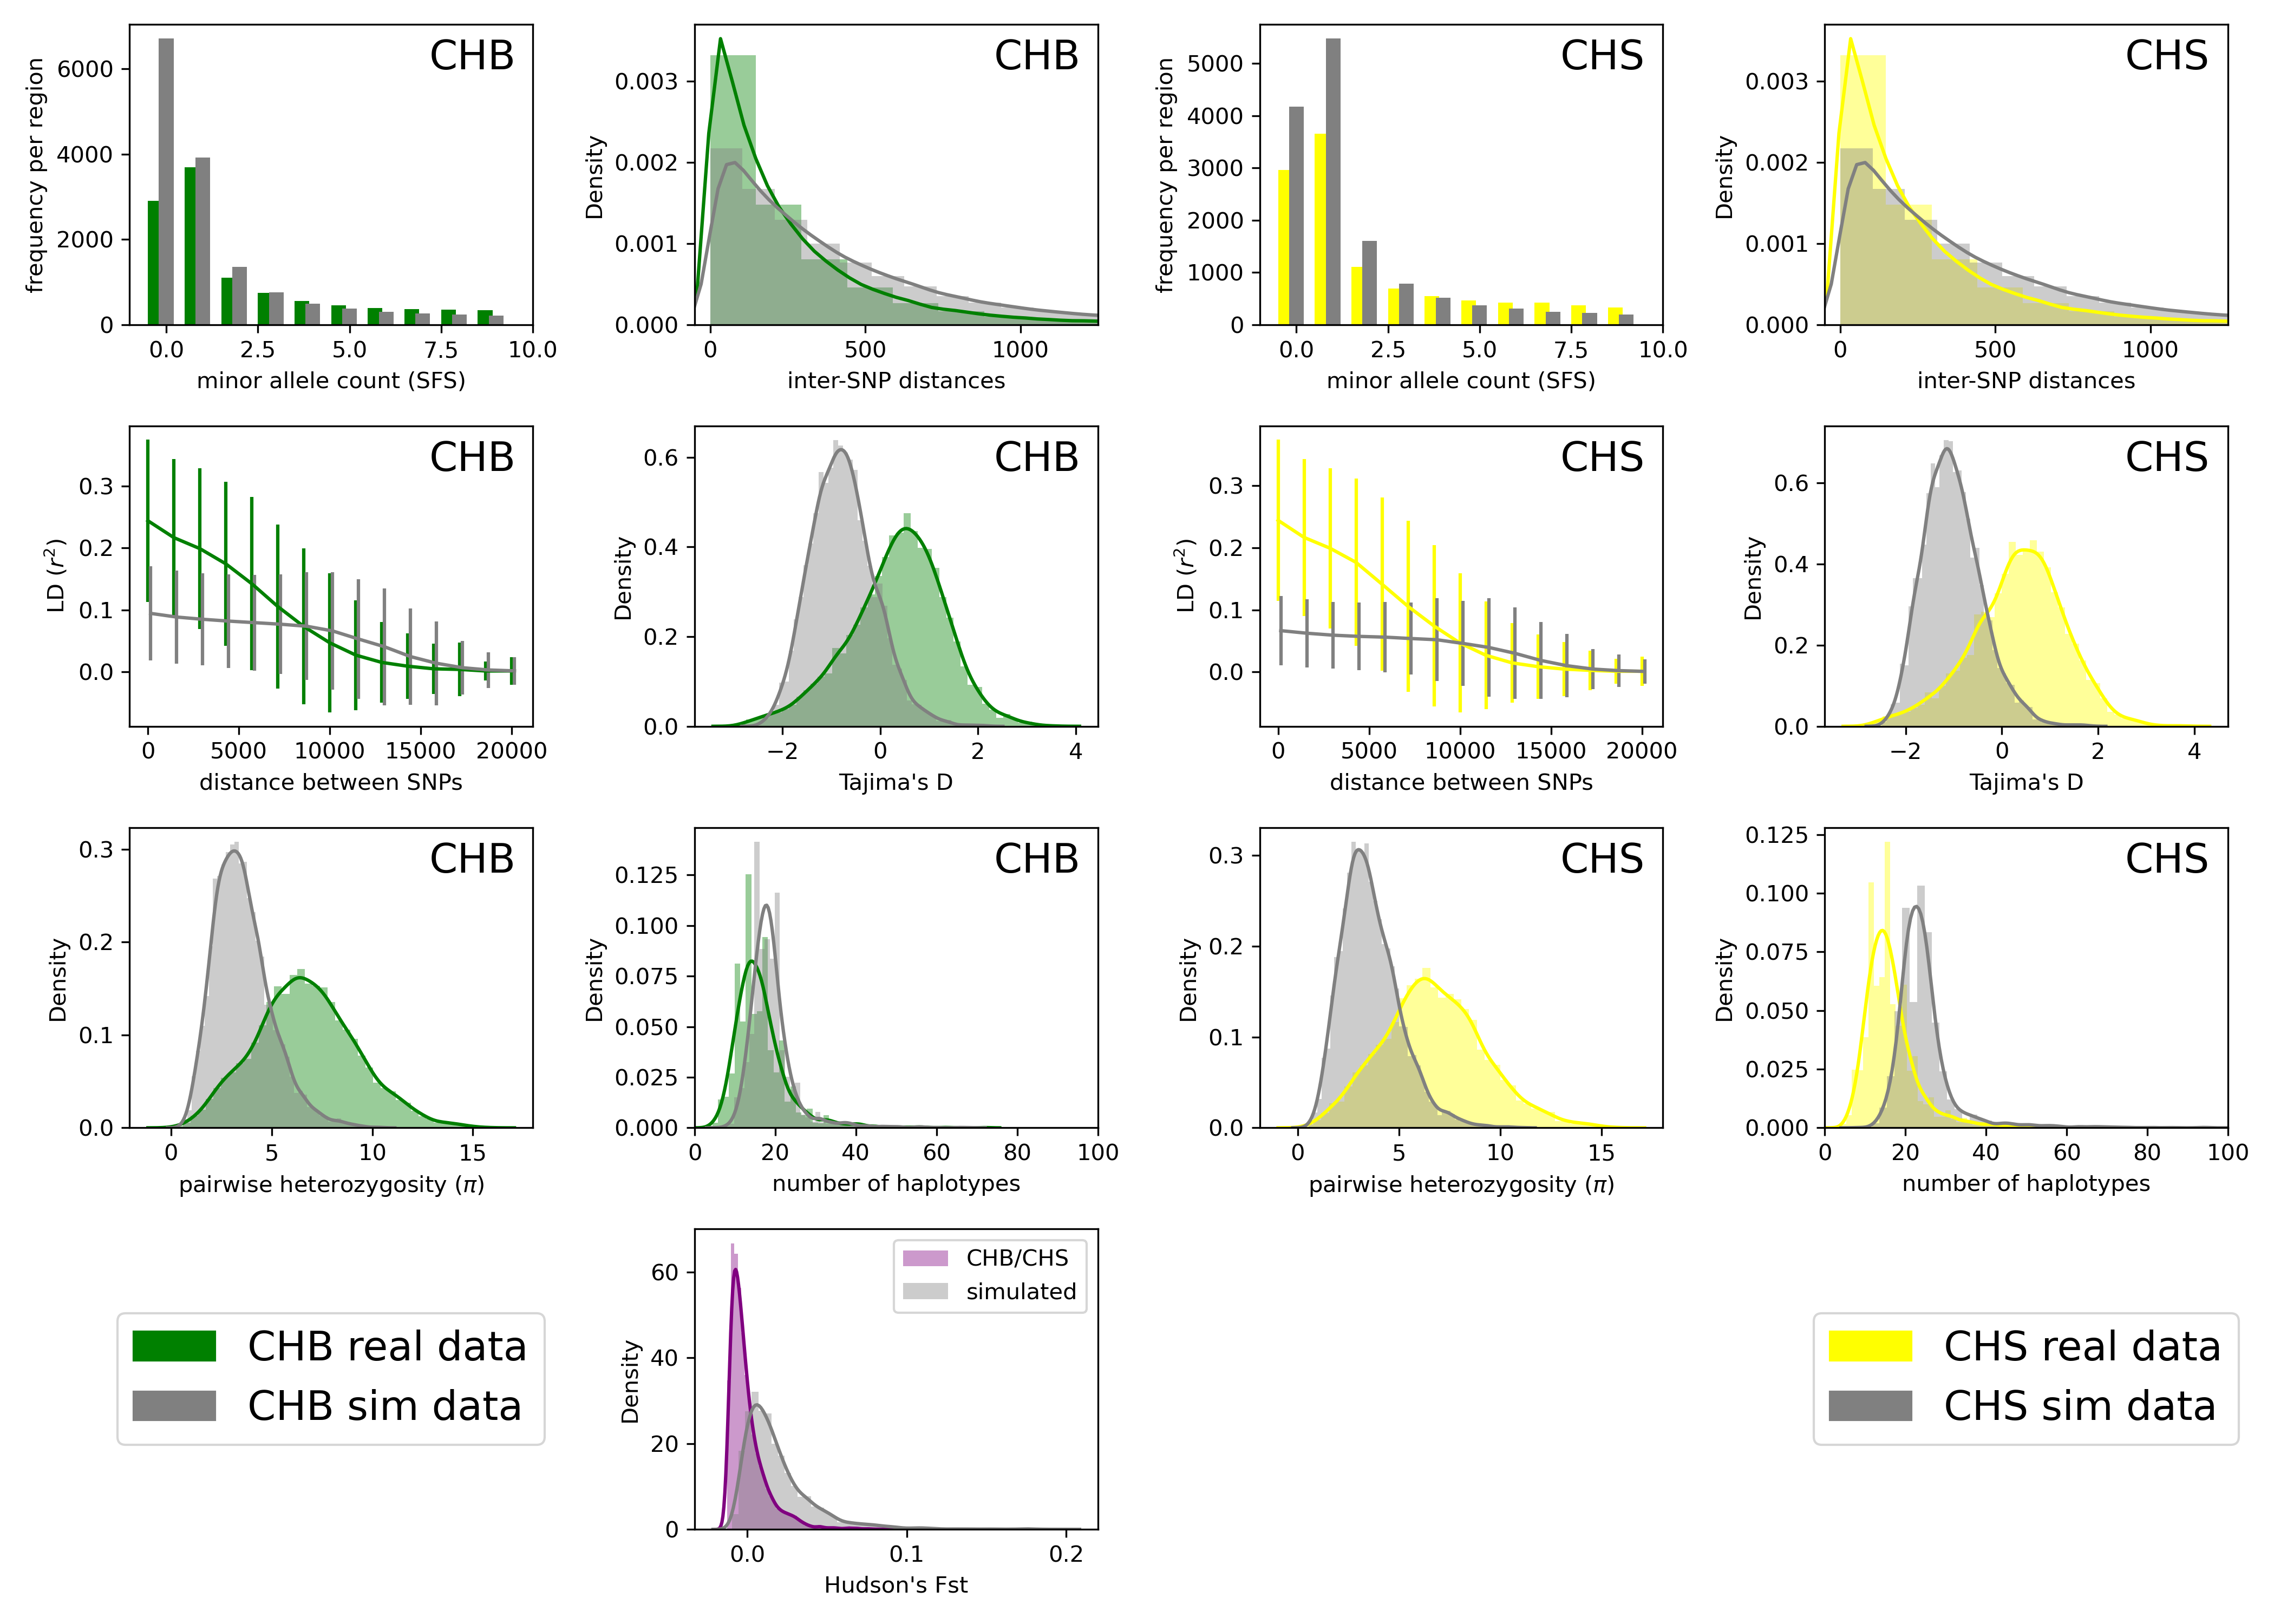 CHB
6000
4000
2000
0
frequency per region
0.0 2.5 5.0 7.5 10.0
minor allele count (SFS)
CHB
0.003
0.002
0.001
0.000
Density
0 500 1000
inter-SNP distances
CHS
5000
4000
3000
2000
1000
0
frequency per region
0.0 2.5 5.0 7.5 10.0
minor allele count (SFS)
CHS
0.003
0.002
0.001
0.000
Density
0 500 1000
inter-SNP distances
CHB
0.3
0.2
0.1
0.0
LD (r²)
0 5000 10000 15000 20000
distance between SNPs
CHB
0.6
0.4
0.2
0.0
Density
−2 0 2 4
Tajima's D
CHS
0.3
0.2
0.1
0.0
LD (r²)
0 5000 10000 15000 20000
distance between SNPs
CHS
0.6
0.4
0.2
0.0
Density
−2 0 2 4
Tajima's D
CHB
0.3
0.2
0.1
0.0
Density
0 5 10 15
pairwise heterozygosity (π)
CHB
0.125
0.100
0.075
0.050
0.025
0.000
Density
0 20 40 60 80 100
number of haplotypes
CHS
0.3
0.2
0.1
0.0
Density
0 5 10 15
pairwise heterozygosity (π)
CHS
0.125
0.100
0.075
0.050
0.025
0.000
Density
0 20 40 60 80 100
number of haplotypes
CHB real data
CHB sim data
CHB/CHS
simulated
60
40
20
0
Density
0.0 0.1 0.2
Hudson's Fst
CHS real data
CHS sim data